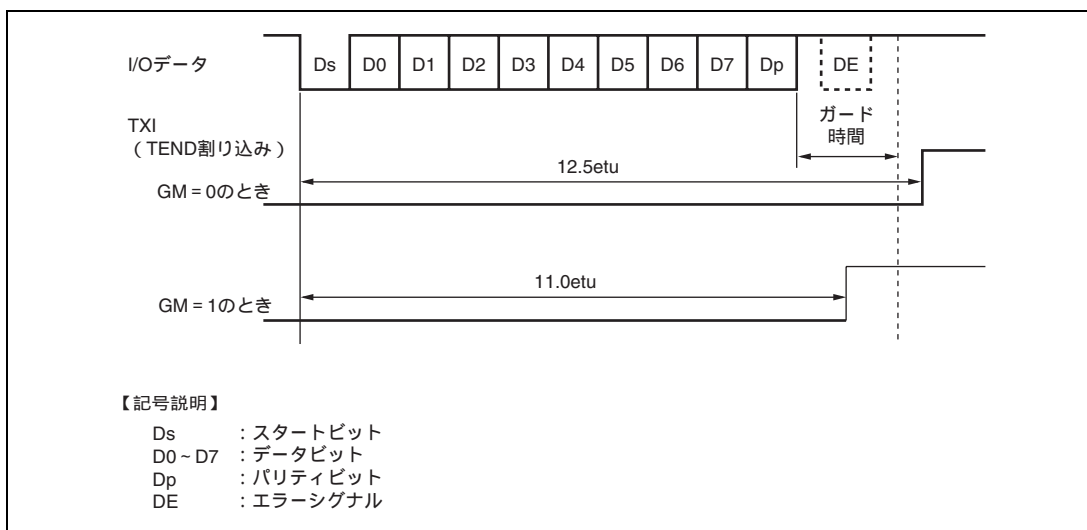 I/Oデータ
Ds D0 D1 D2 D3 D4 D5 D6 D7 Dp DE
ガード
時間
TXI
(TEND割り込み)
12.5etu
GM = 0のとき
11.0etu
GM = 1のとき
【記号説明】
Ds :スタートビット
D0~D7 :データビット
Dp :パリティビット
DE :エラーシグナル